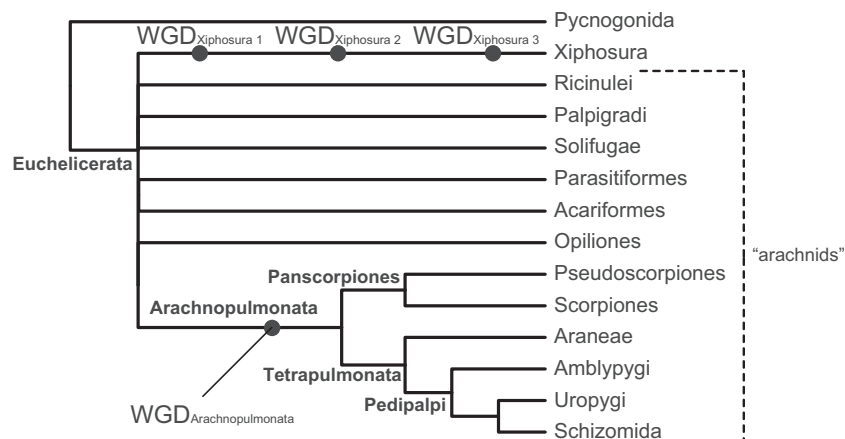 Pycnogonida
WGDXiphosura 1 WGDXiphosura 2 WGDXiphosura 3
Xiphosura
Ricinulei
Palpigradi
Solifugae
Euchelicerata
Parasitiformes
Acariformes
Opiliones
“arachnids”
Panscorpiones
Pseudoscorpiones
Arachnopulmonata
Scorpiones
Araneae
Tetrapulmonata
Amblypygi
Pedipalpi
Uropygi
WGDArachnopulmonata
Schizomida